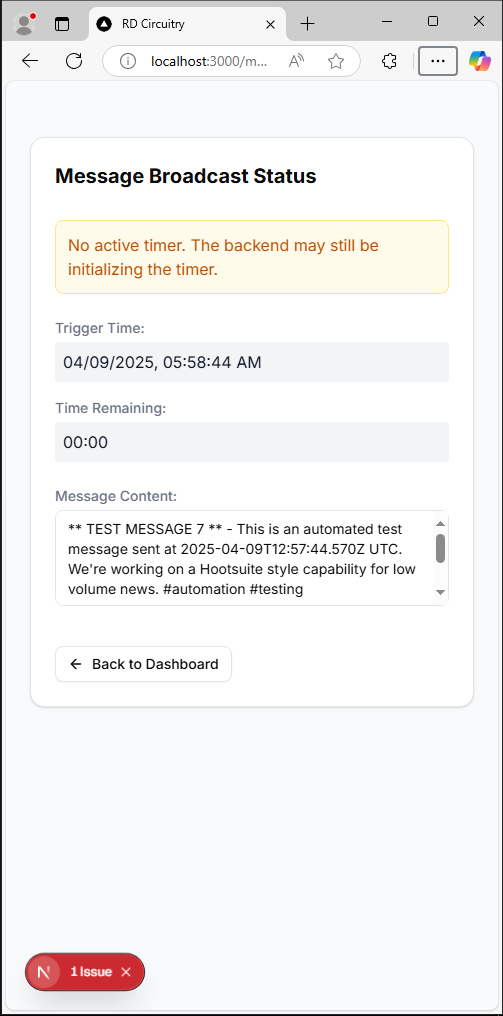 RD Circuitry
localhost:3000/m...
Message Broadcast Status
No active timer. The backend may still be
initializing the timer.
Trigger Time:
04/09/2025, 05:58:44 AM
Time Remaining:
00:00
Message Content:
** TEST MESSAGE 7 ** - This is an automated test
message sent at 2025-04-09T12:57:44.570Z UTC.
We're working on a Hootsuite style capability for low
volume news. #automation #testing
Back to Dashboard
N 1 Issue